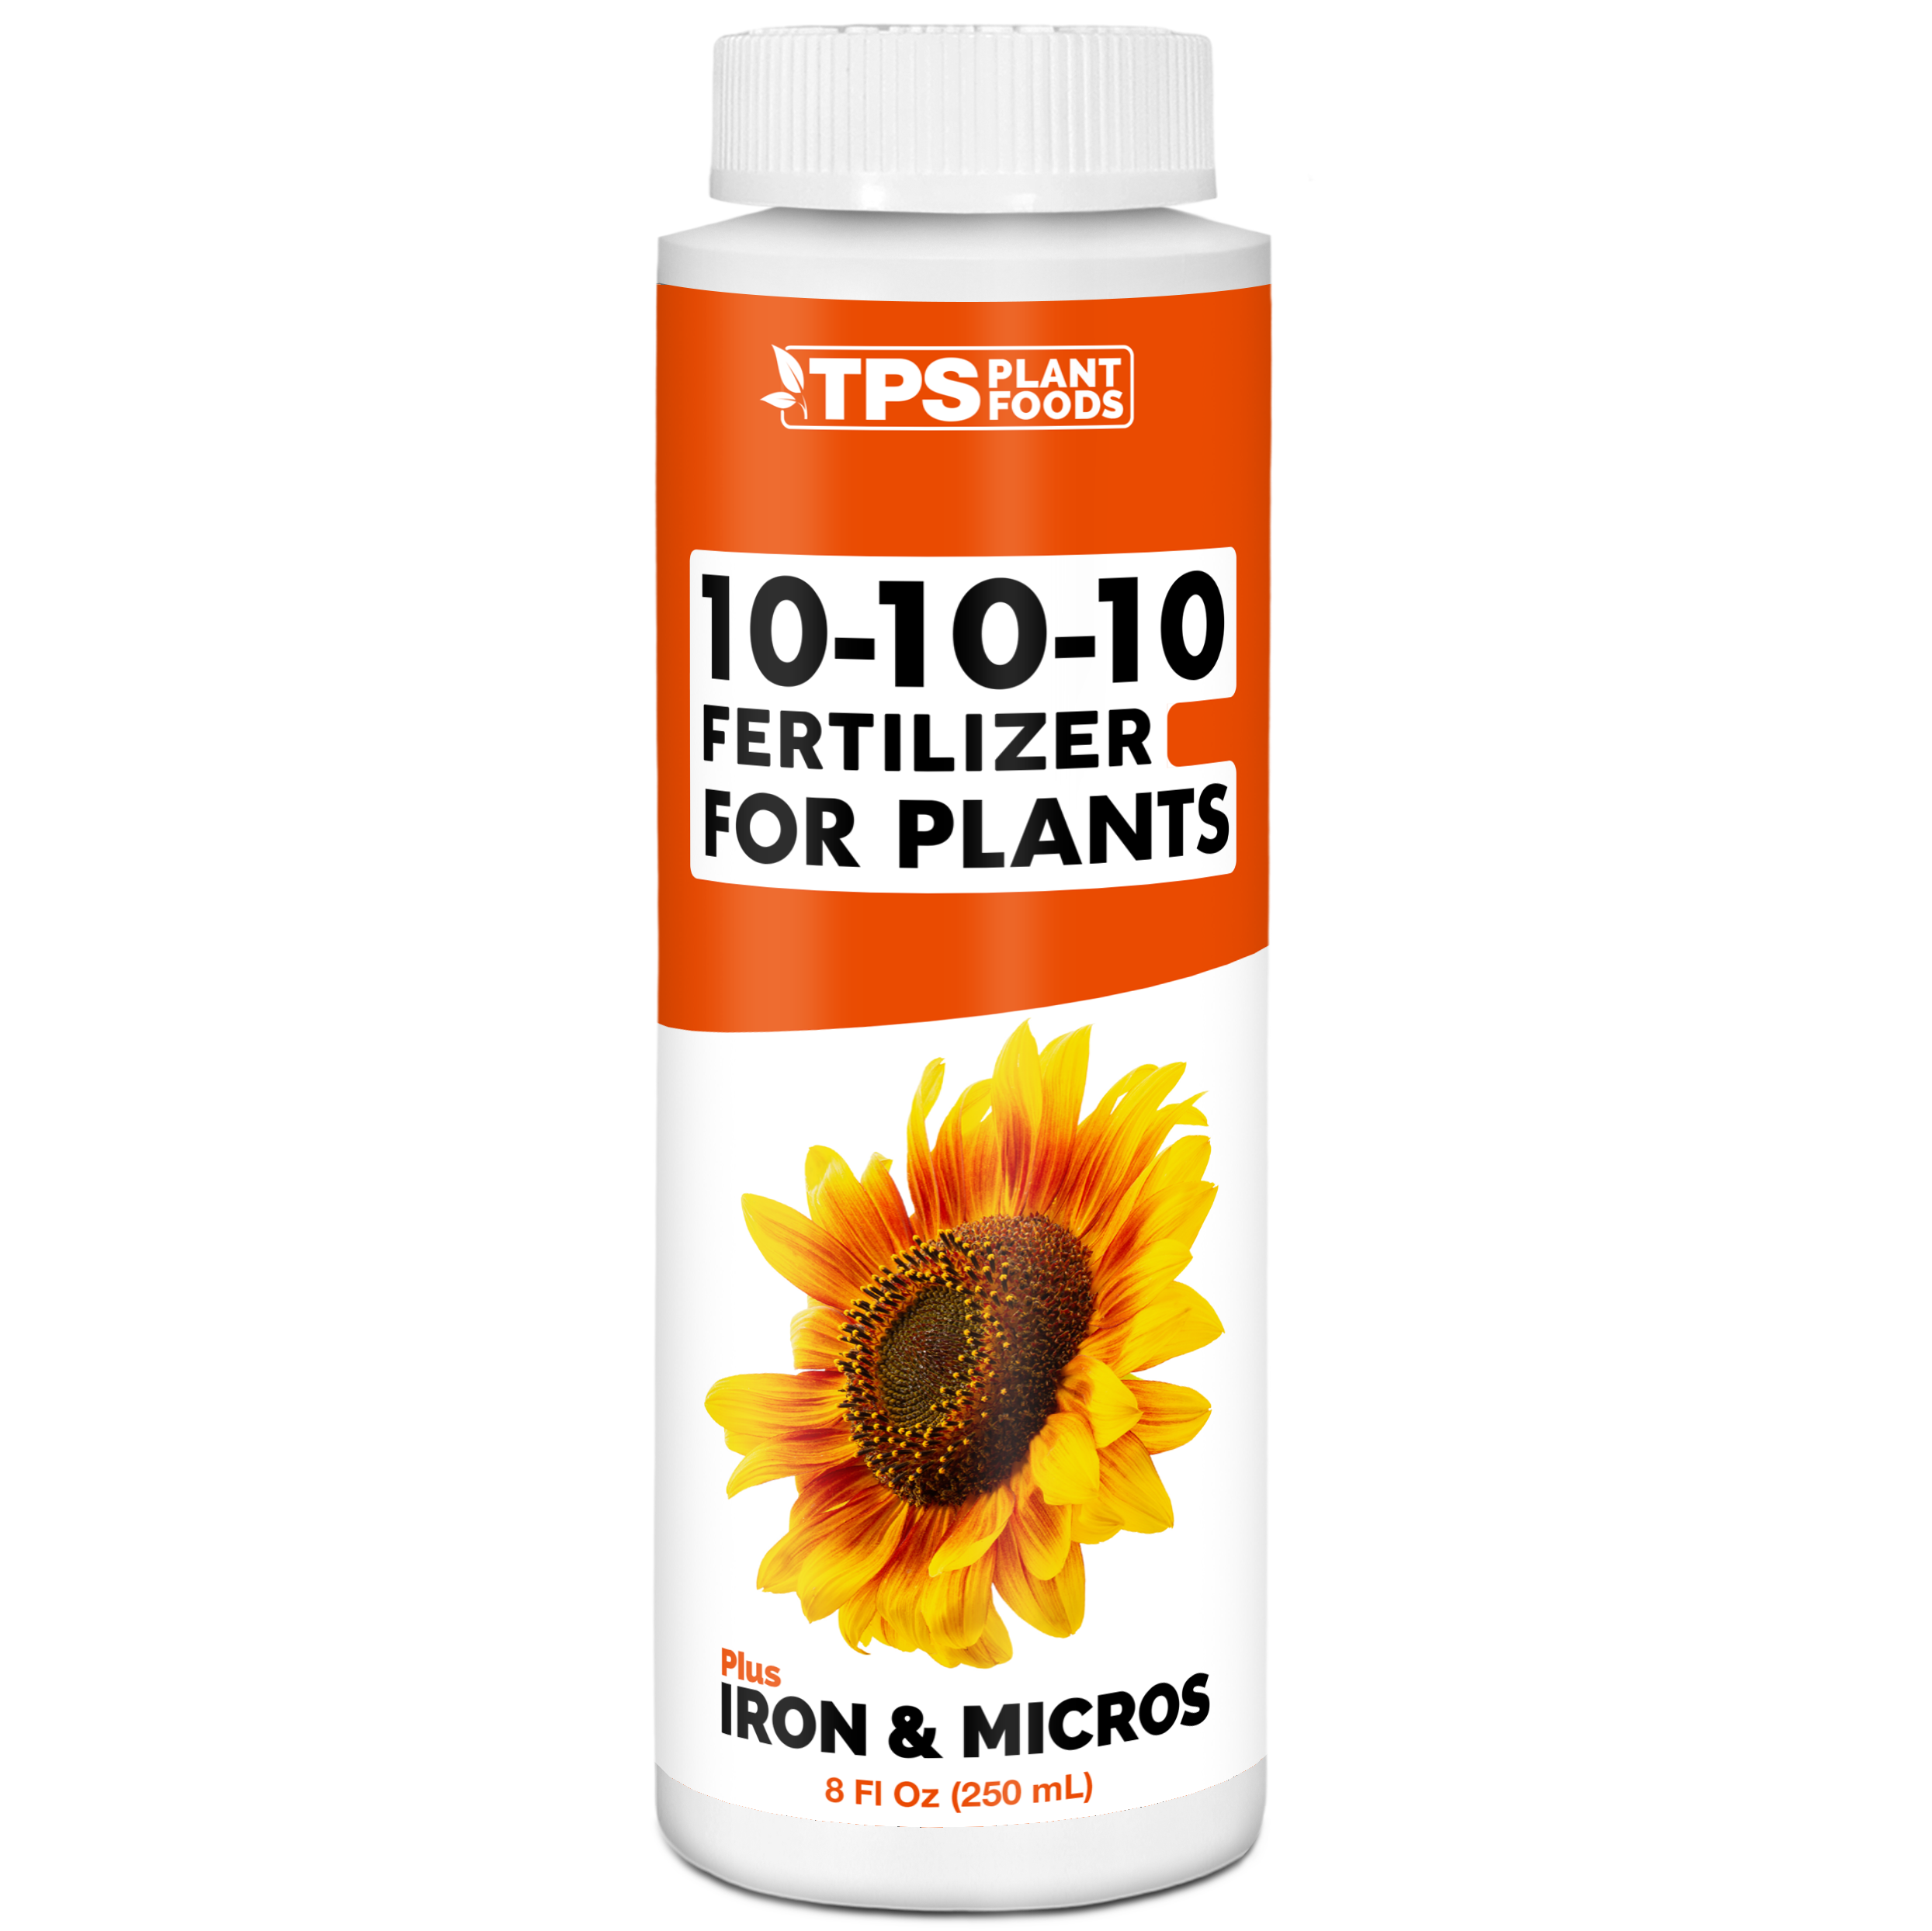 TPS PLANT
FOODS
10-10-10
FERTILIZER
FOR PLANTS
Plus
IRON & MICROS
8 Fl Oz (250 mL)